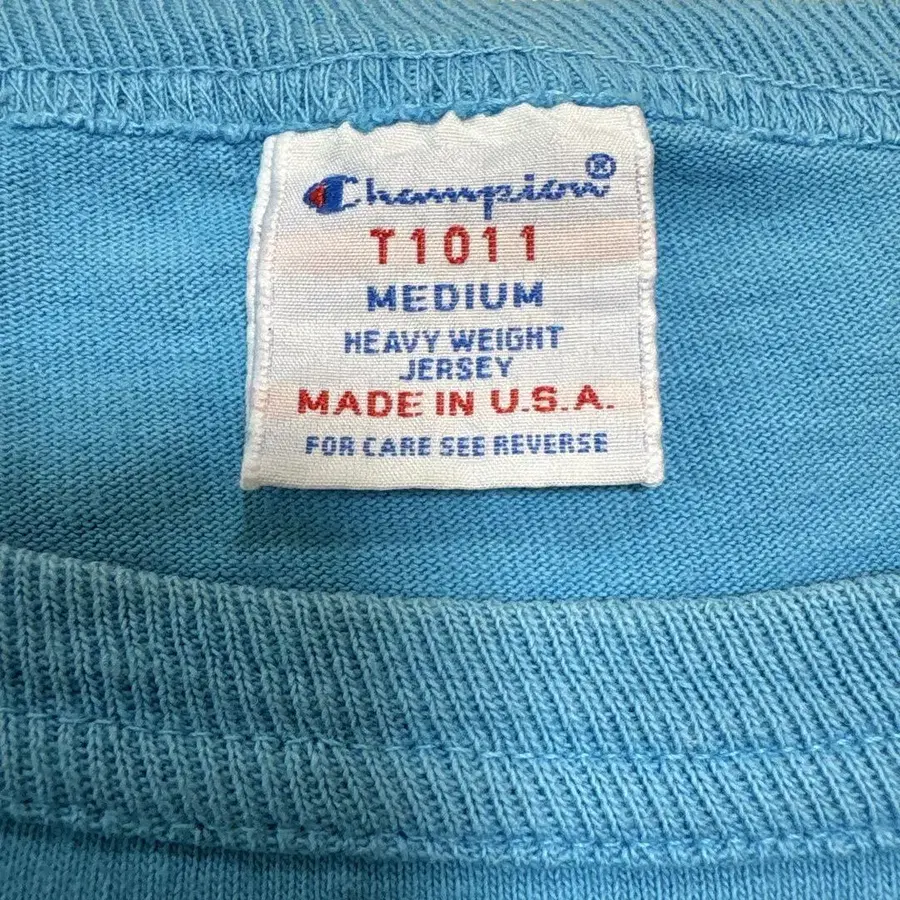 Champion®
T1011
MEDIUM
HEAVY WEIGHT
JERSEY
MADE IN U.S.A.
FOR CARE SEE REVERSE